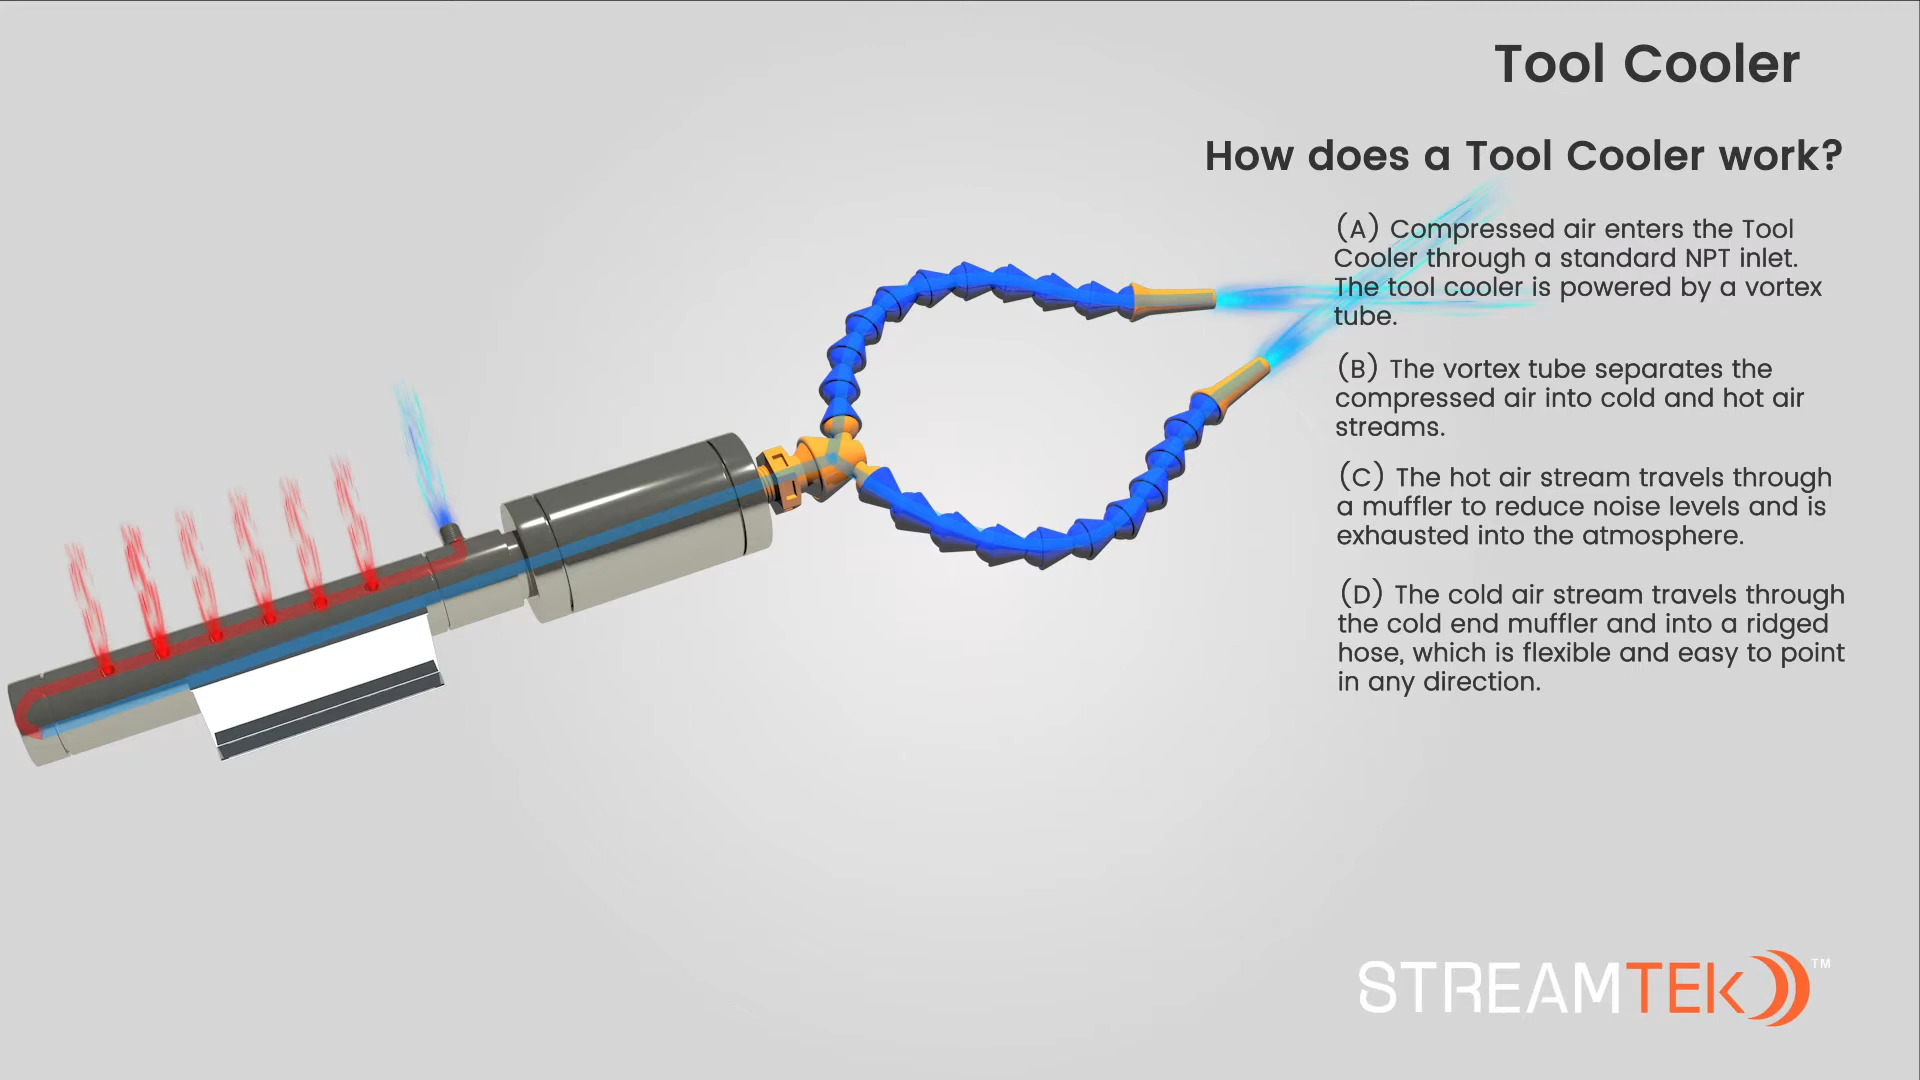 Tool Cooler
How does a Tool Cooler work?
(A) Compressed air enters the Tool
Cooler through a standard NPT inlet.
The tool cooler is powered by a vortex
tube.
(B) The vortex tube separates the
compressed air into cold and hot air
streams.
(C) The hot air stream travels through
a muffler to reduce noise levels and is
exhausted into the atmosphere.
(D) The cold air stream travels through
the cold end muffler and into a ridged
hose, which is flexible and easy to point
in any direction.
STREAMTEK™